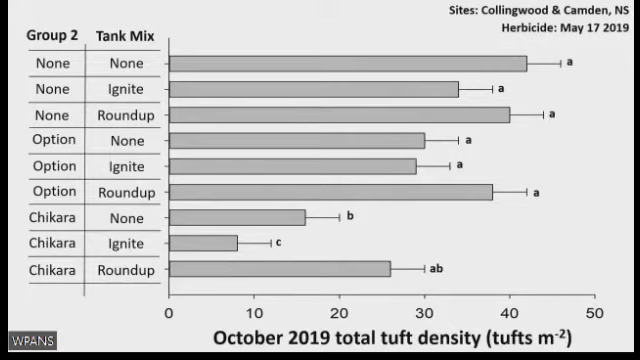 Sites: Collingwood & Camden, NS
Herbicide: May 17 2019
Group 2 Tank Mix
None None a
None Ignite a
None Roundup a
Option None a
Option Ignite a
Option Roundup a
Chikara None b
Chikara Ignite c
Chikara Roundup ab
0 10 20 30 40 50
October 2019 total tuft density (tufts m⁻²)
WPANS